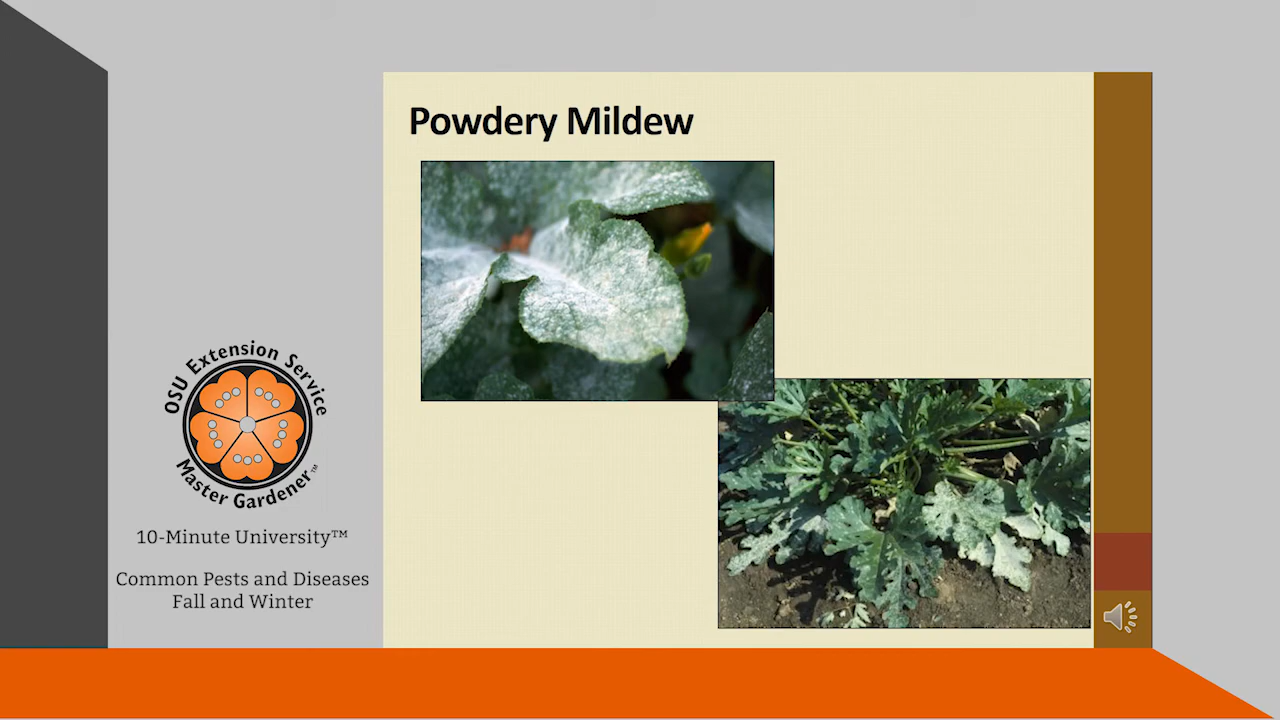 Powdery Mildew
OSU Extension Service
Master Gardener™
10-Minute University™
Common Pests and Diseases
Fall and Winter